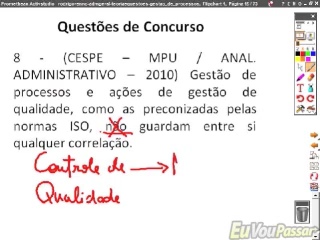 Questões de Concurso
8 - (CESPE – MPU / ANAL.
ADMINISTRATIVO – 2010) Gestão de
processos e ações de gestão de
qualidade, como as preconizadas pelas
normas ISO, não guardam entre si
qualquer correlação.
Controle de → P
Qualidade
EuVouPassar